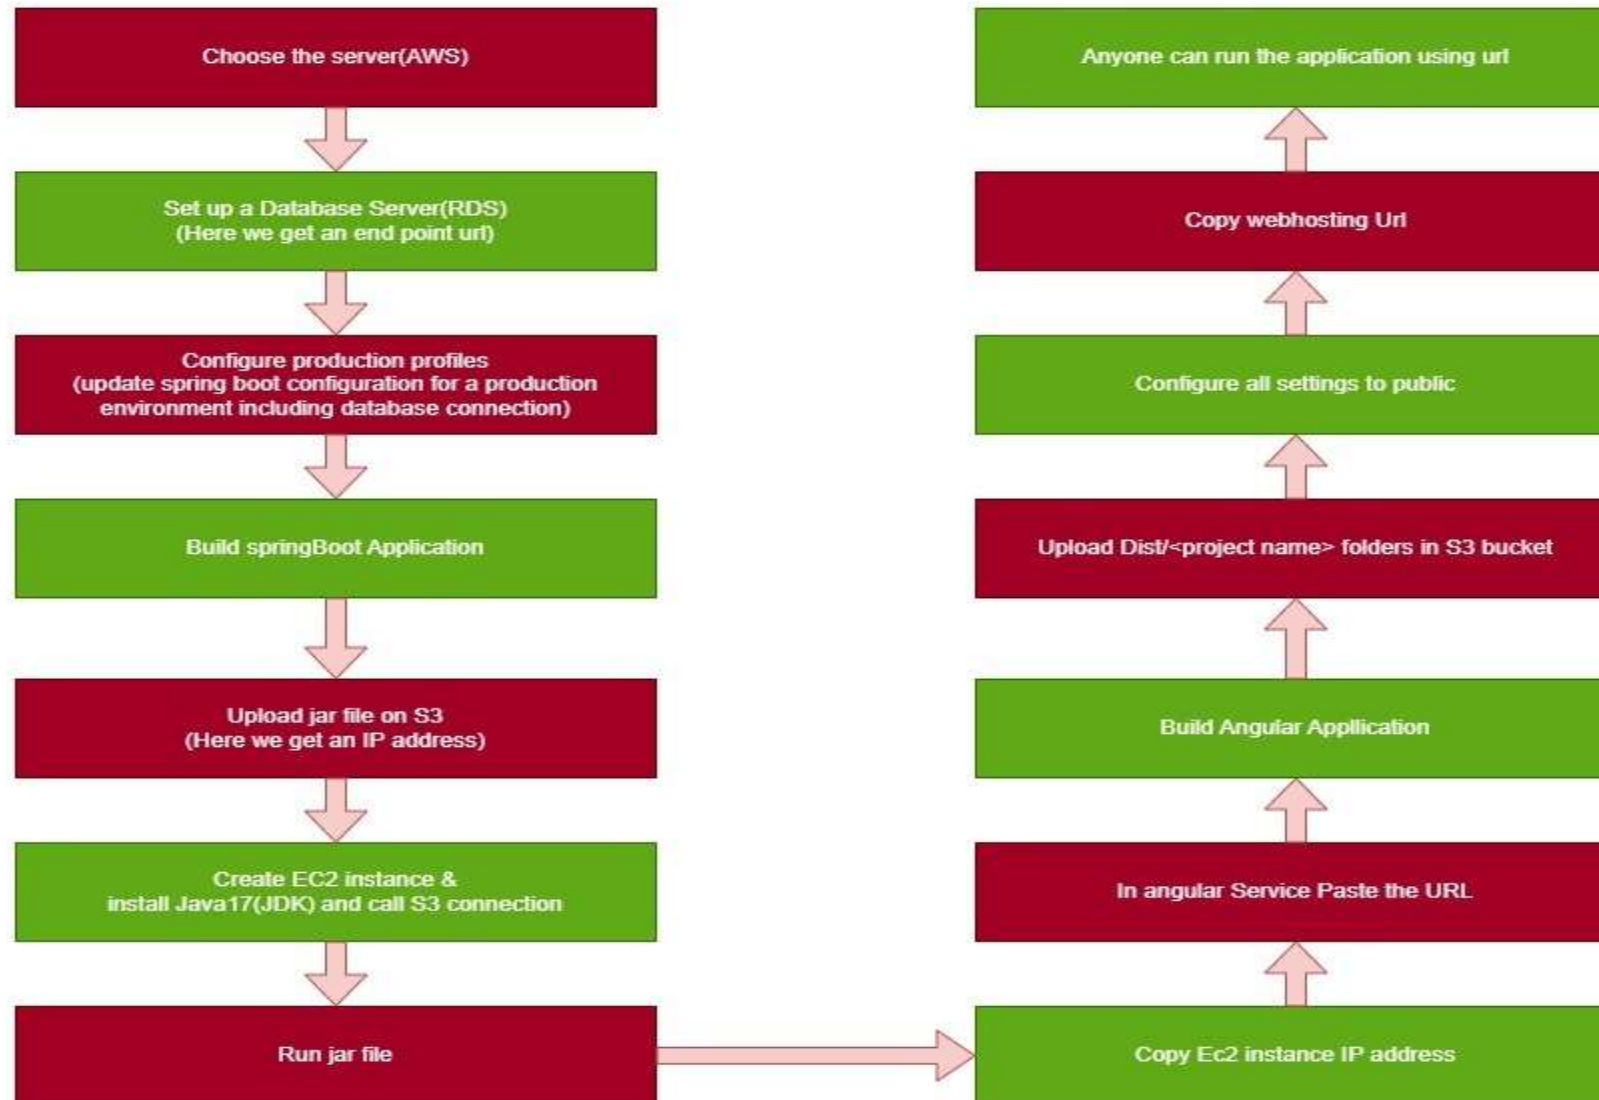 Choose the server(AWS)
Set up a Database Server(RDS)
(Here we get an end point url)
Configure production profiles
(update spring boot configuration for a production
environment including database connection)
Build springBoot Application
Upload jar file on S3
(Here we get an IP address)
Create EC2 instance &
install Java17(JDK) and call S3 connection
Run jar file
Copy Ec2 instance IP address
In angular Service Paste the URL
Build Angular Appllication
Upload Dist/<project name> folders in S3 bucket
Configure all settings to public
Copy webhosting Url
Anyone can run the application using url